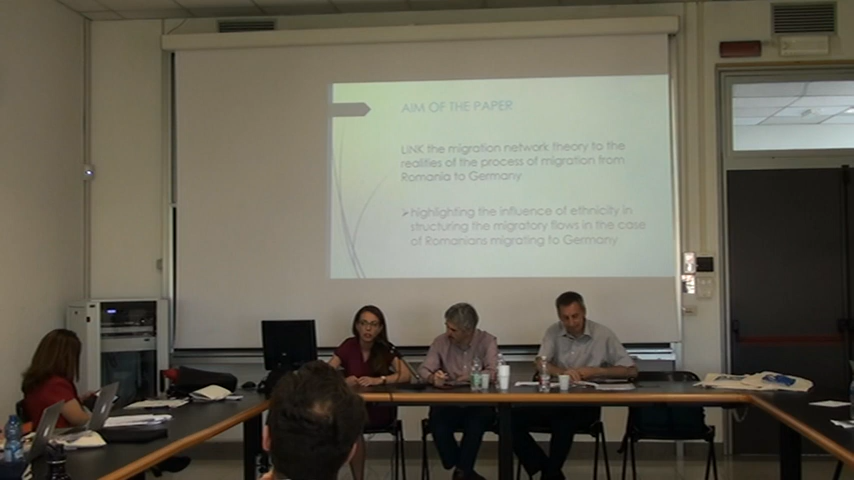 AIM OF THE PAPER
LINK the migration network theory to the
realities of the process of migration from
Romania to Germany
➤highlighting the influence of ethnicity in
structuring the migratory flows in the case
of Romanians migrating to Germany